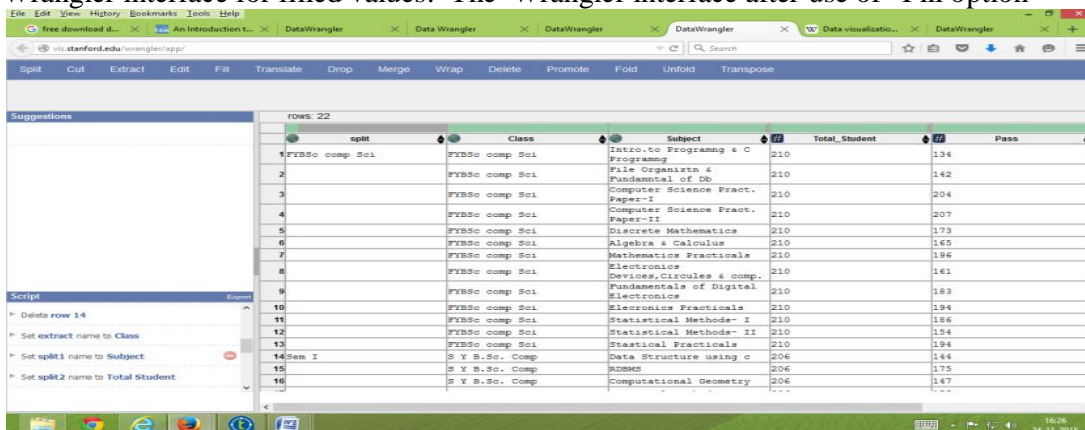 Wrangler interface for filled values. The Wrangler interface after use of Fill option
File Edit View History Bookmarks Tools Help
free download d... An Introduction t... DataWrangler Data Wrangler DataWrangler DataWrangler Data visualizatio... DataWrangler
vis.stanford.edu/wrangler/app/ Search
Split Cut Extract Edit Fill Translate Drop Merge Wrap Delete Promote Fold Unfold Transpose
Suggestions rows: 22
split Class Subject Total_Student Pass
1 FYBSc comp Sci FYBSc comp Sci Intro.to Programng & C Programng 210 134
2 FYBSc comp Sci File Organiztn & Fundamntal of Db 210 142
3 FYBSc comp Sci Computer Science Pract. Paper-I 210 204
4 FYBSc comp Sci Computer Science Pract. Paper-II 210 207
5 FYBSc comp Sci Discrete Mathematics 210 173
6 FYBSc comp Sci Algebra & Calculus 210 165
7 FYBSc comp Sci Mathematics Practicals 210 196
8 FYBSc comp Sci Electronics Devices,Circules & comp. 210 161
9 FYBSc comp Sci Fundamentals of Digital Electronics 210 183
10 FYBSc comp Sci Elecronics Practicals 210 194
11 FYBSc comp Sci Statistical Methods- I 210 186
12 FYBSc comp Sci Statistical Methods- II 210 154
13 FYBSc comp Sci Stastical Practicals 210 194
14 Sem I S Y B.Sc. Comp Data Structure using c 206 144
15 S Y B.Sc. Comp RDBMS 206 175
16 S Y B.Sc. Comp Computational Geometry 206 147
Script Export
Delete row 14
Set extract name to Class
Set split1 name to Subject
Set split2 name to Total Student
16:26